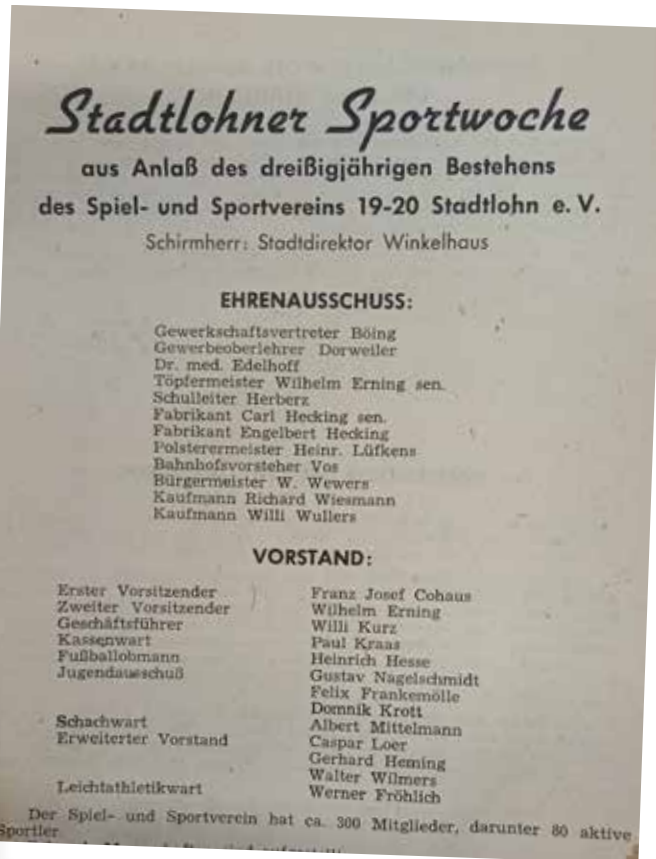 Stadtlohner Sportwoche
aus Anlaß des dreißigjährigen Bestehens
des Spiel- und Sportvereins 19-20 Stadtlohn e. V.
Schirmherr: Stadtdirektor Winkelhaus
EHRENAUSSCHUSS:
Gewerkschaftsvertreter Böing
Gewerbeoberlehrer Dorweiler
Dr. med. Edelhoff
Töpfermeister Wilhelm Erning sen.
Schulleiter Herberz
Fabrikant Carl Hecking sen.
Fabrikant Engelbert Hecking
Polsterermeister Heinr. Lüfkens
Bahnhofsvorsteher Vos
Bürgermeister W. Wewers
Kaufmann Richard Wiesmann
Kaufmann Willi Wullers
VORSTAND:
Erster Vorsitzender Franz Josef Cohaus
Zweiter Vorsitzender Wilhelm Erning
Geschäftsführer Willi Kurz
Kassenwart Paul Kraas
Fußballobmann Heinrich Hesse
Jugendausschuß Gustav Nagelschmidt
Felix Frankemölle
Domnik Krott
Schachwart Albert Mittelmann
Erweiterter Vorstand Caspar Loer
Gerhard Heming
Walter Wilmers
Leichtathletikwart Werner Fröhlich
Der Spiel- und Sportverein hat ca. 300 Mitglieder, darunter 80 aktive
Sportler